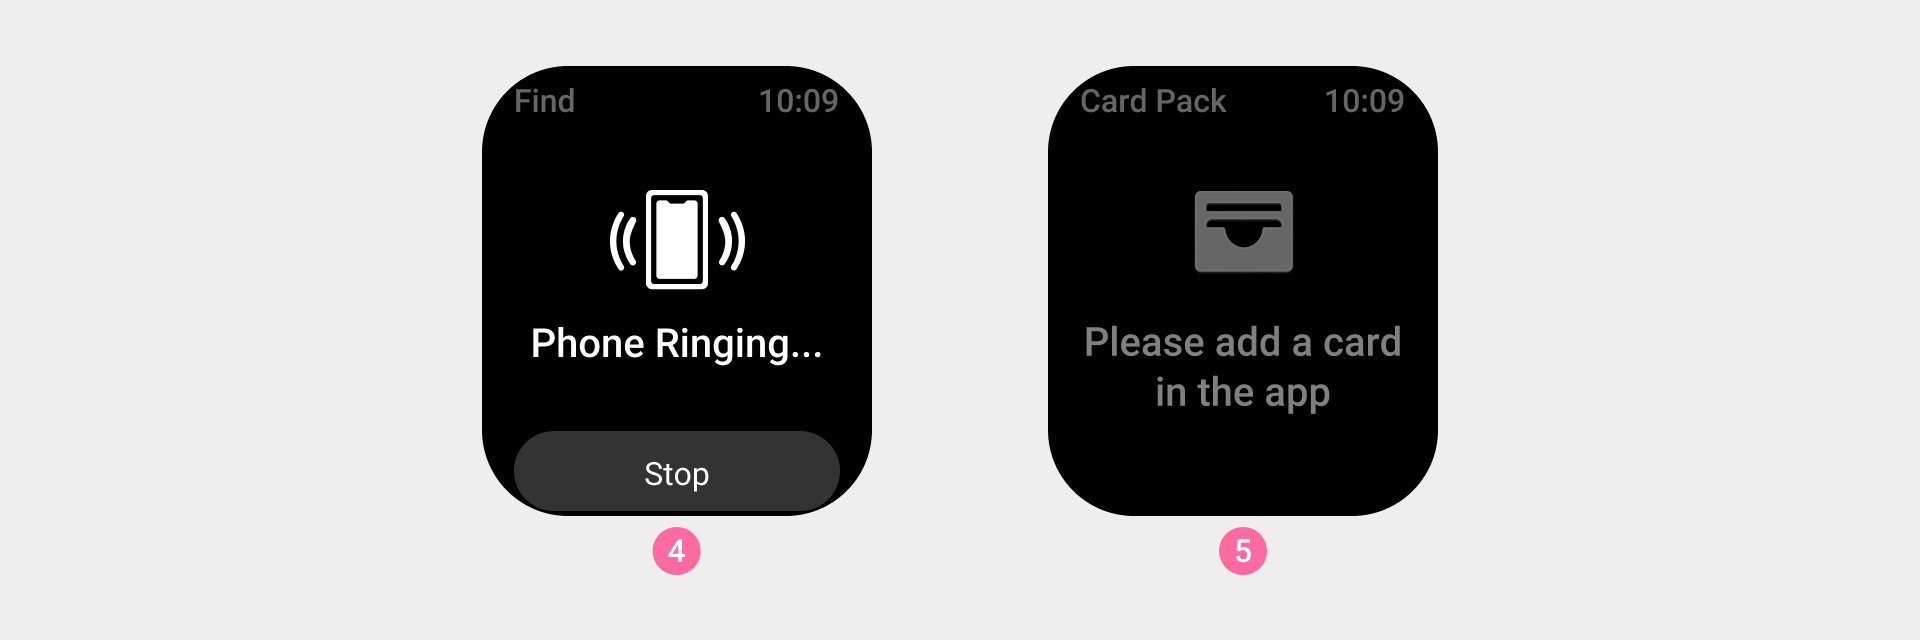 Find 10:09
Phone Ringing...
Stop
4
Card Pack 10:09
Please add a card
in the app
5